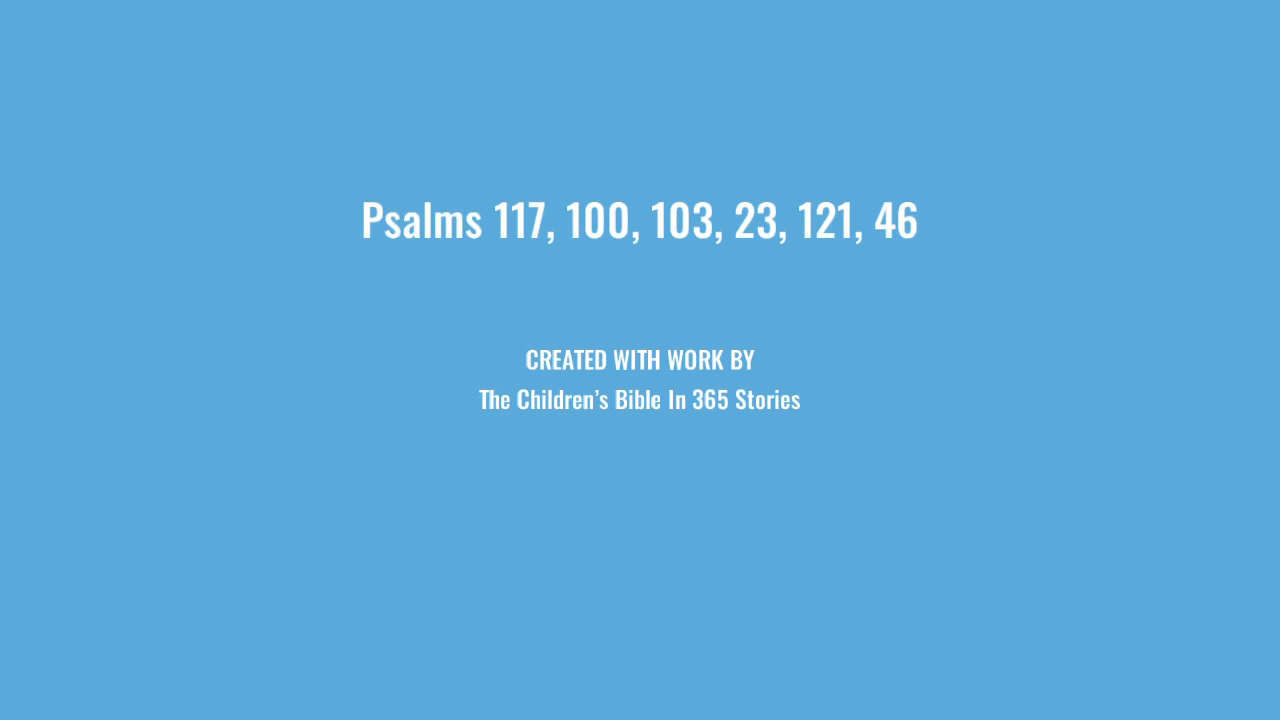 Psalms 117, 100, 103, 23, 121, 46
CREATED WITH WORK BY
The Children’s Bible In 365 Stories